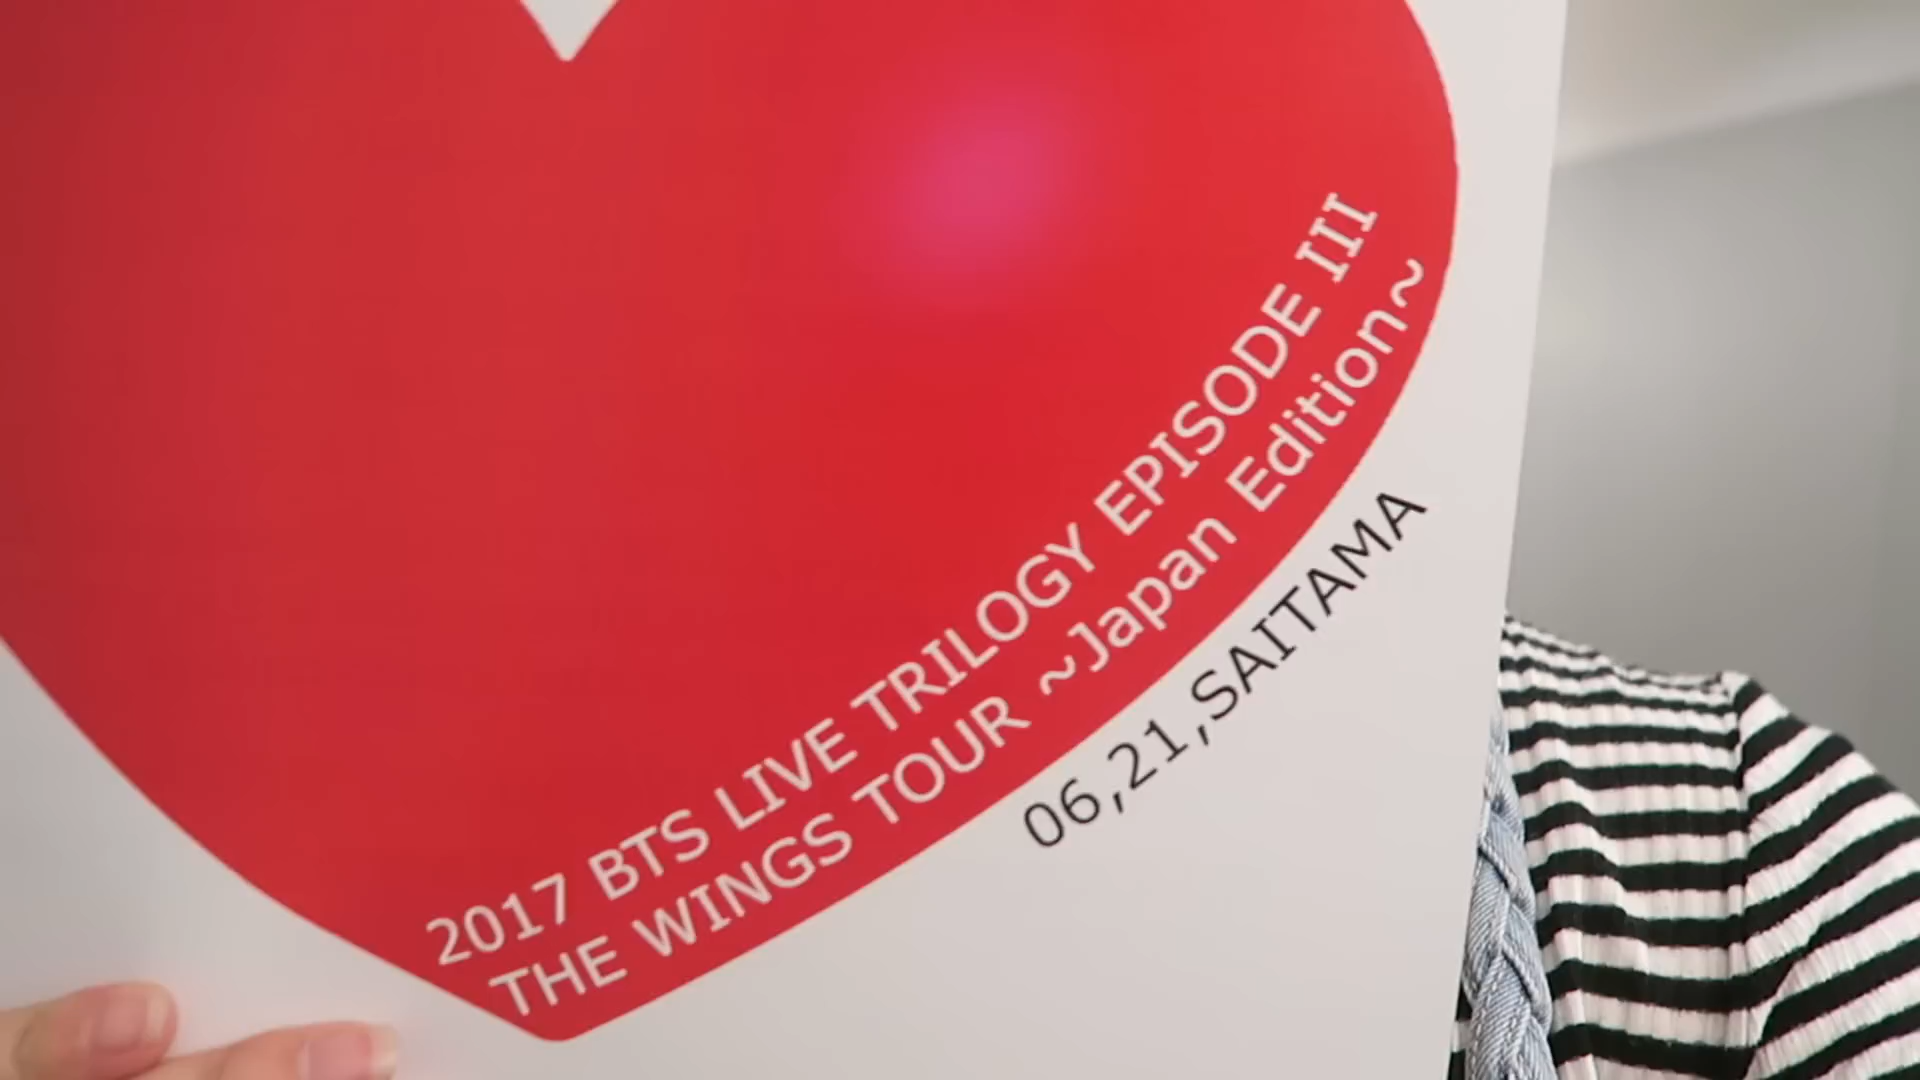 2017 BTS LIVE TRILOGY EPISODE III
THE WINGS TOUR ~Japan Edition~
06,21,SAITAMA